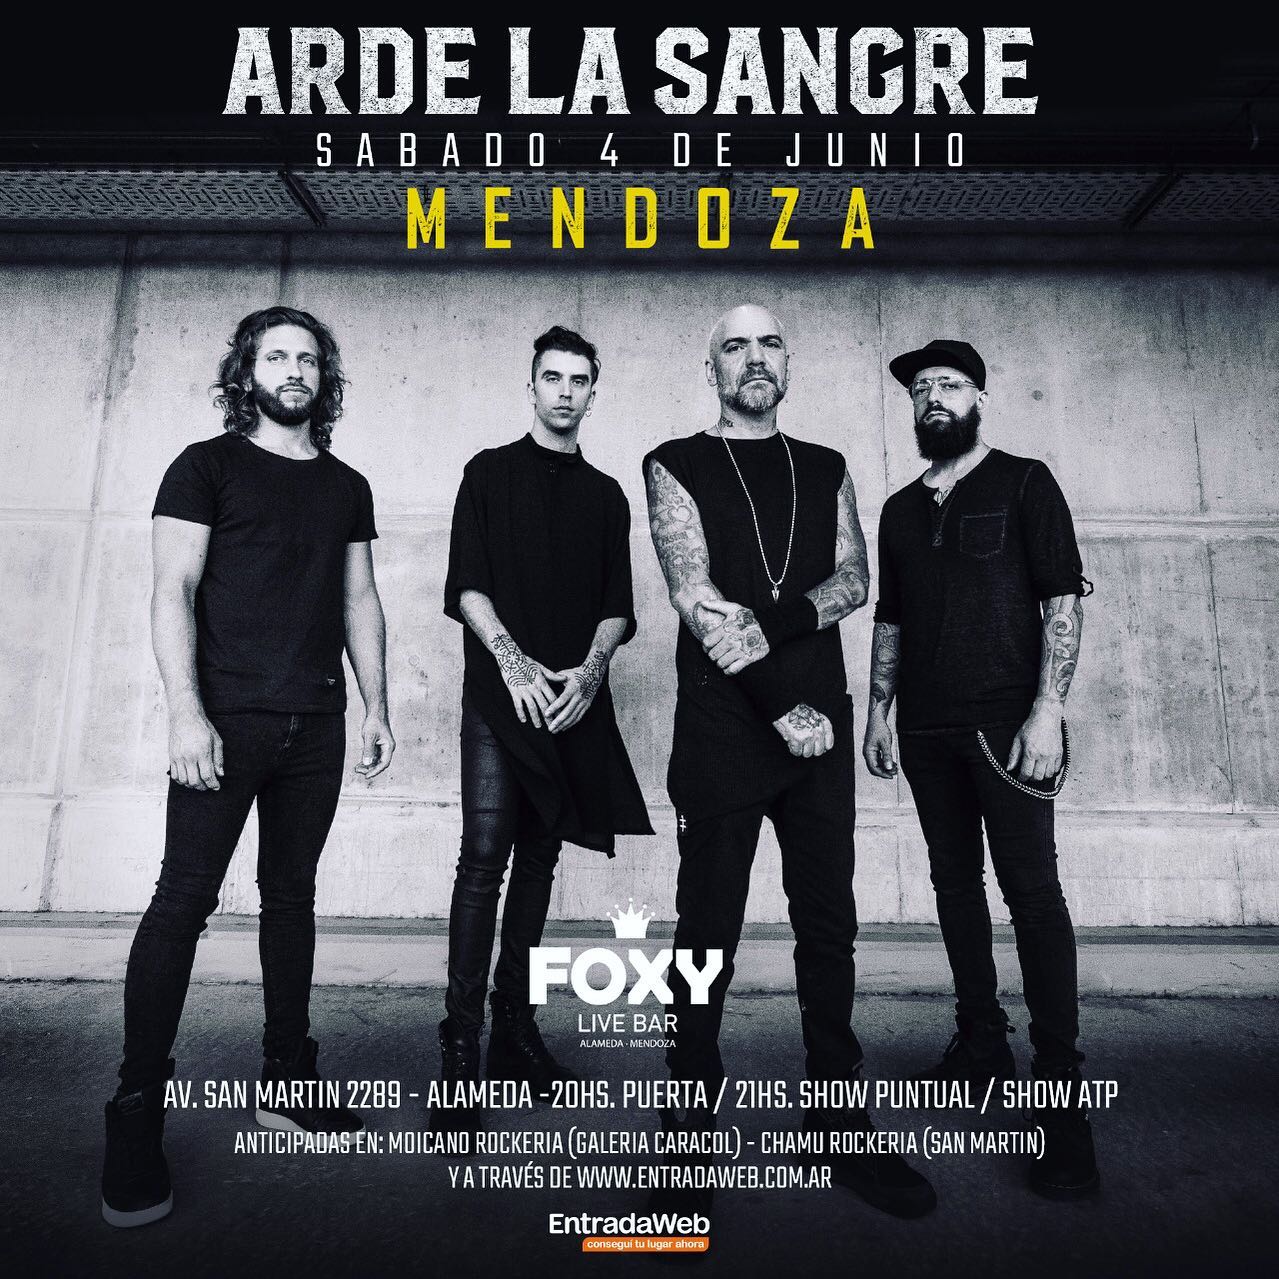 ARDE LA SANGRE
SABADO 4 DE JUNIO
MENDOZA
FOXY
LIVE BAR
ALAMEDA - MENDOZA
AV. SAN MARTIN 2289 - ALAMEDA -20HS. PUERTA / 21HS. SHOW PUNTUAL / SHOW ATP
ANTICIPADAS EN: MOICANO ROCKERIA (GALERIA CARACOL) - CHAMU ROCKERIA (SAN MARTIN)
Y A TRAVÉS DE WWW.ENTRADAWEB.COM.AR
EntradaWeb
conseguí tu lugar ahora